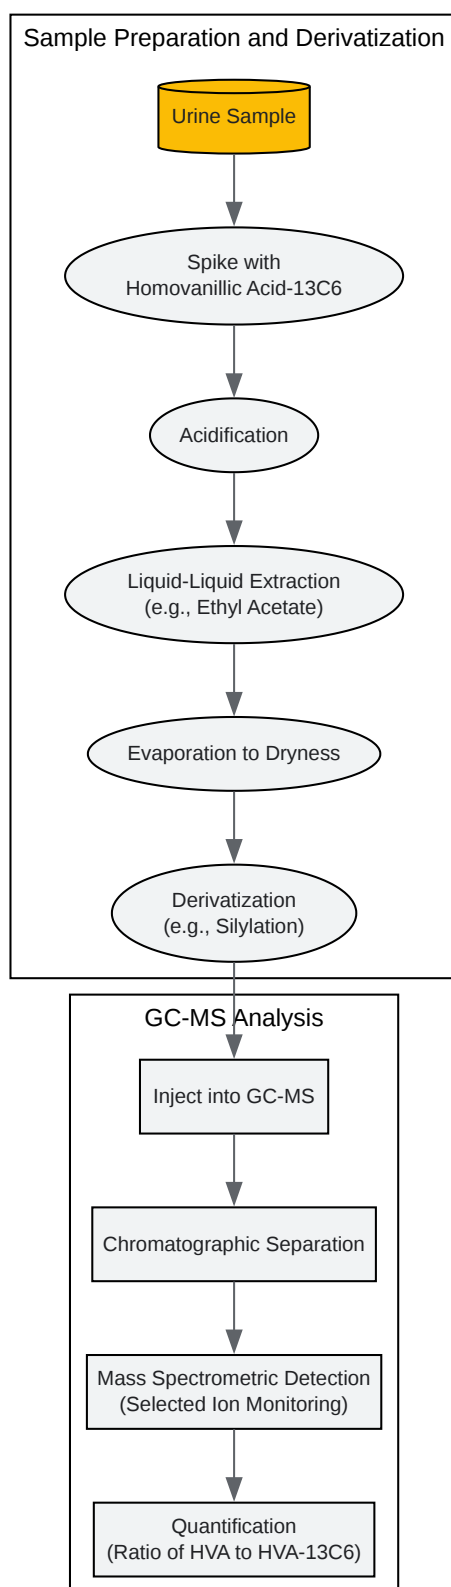 Sample Preparation and Derivatization
Urine Sample
Spike with
Homovanillic Acid-13C6
Acidification
Liquid-Liquid Extraction
(e.g., Ethyl Acetate)
Evaporation to Dryness
Derivatization
(e.g., Silylation)
GC-MS Analysis
Inject into GC-MS
Chromatographic Separation
Mass Spectrometric Detection
(Selected Ion Monitoring)
Quantification
(Ratio of HVA to HVA-13C6)